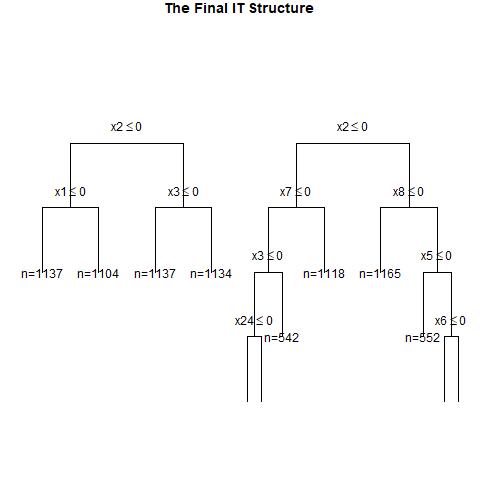 The Final IT Structure
x2 ≤ 0 x2 ≤ 0
x1 ≤ 0 x3 ≤ 0 x7 ≤ 0 x8 ≤ 0
x3 ≤ 0 x5 ≤ 0
n=1137 n=1104 n=1137 n=1134 n=1118 n=1165
x24 ≤ 0 x6 ≤ 0
n=542 n=552